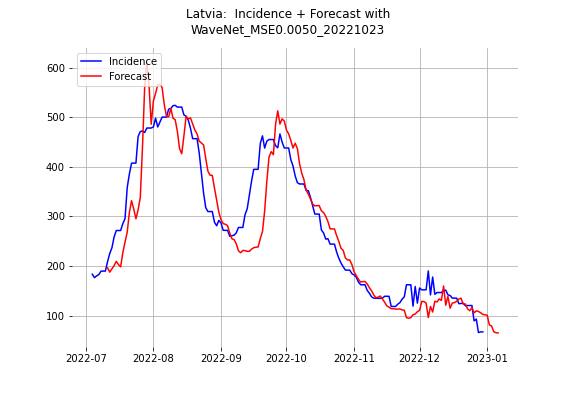 Latvia:  Incidence + Forecast with
WaveNet_MSE0.0050_20221023
Incidence
Forecast
600
500
400
300
200
100
2022-07 2022-08 2022-09 2022-10 2022-11 2022-12 2023-01